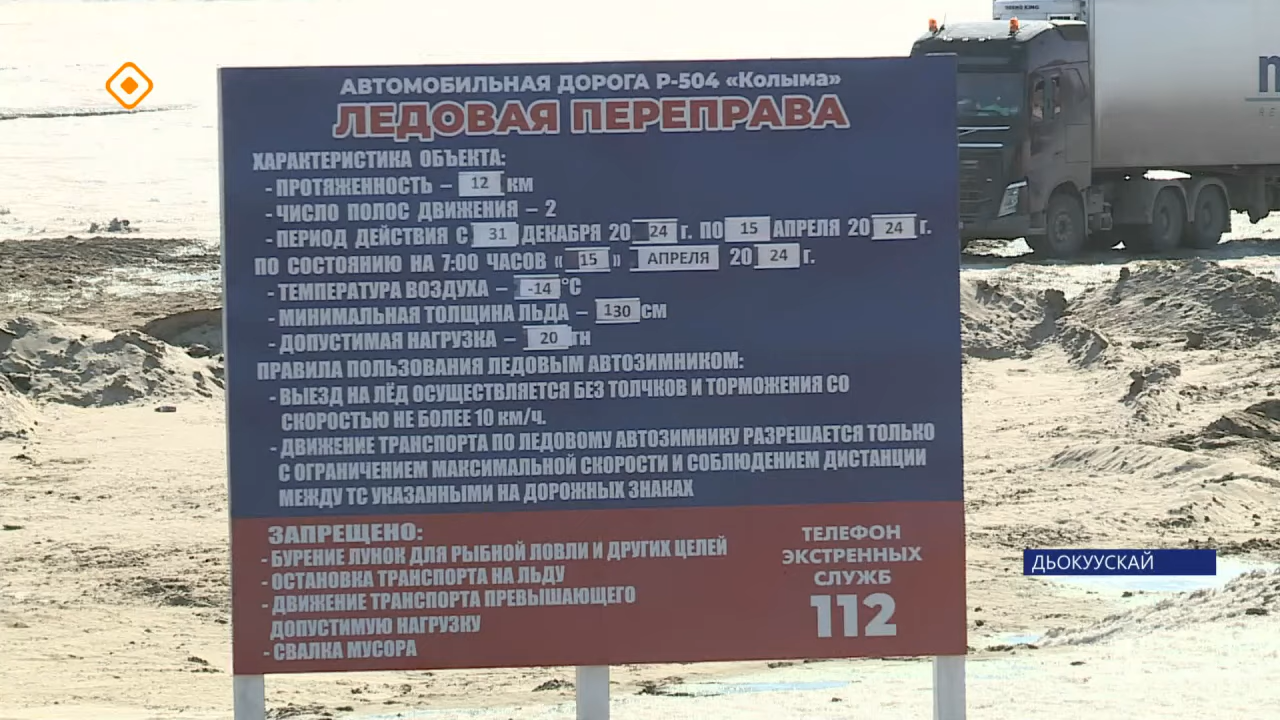 АВТОМОБИЛЬНАЯ ДОРОГА Р-504 «Колыма»
ЛЕДОВАЯ ПЕРЕПРАВА
ХАРАКТЕРИСТИКА ОБЪЕКТА:
- ПРОТЯЖЕННОСТЬ – 12 КМ
- ЧИСЛО ПОЛОС ДВИЖЕНИЯ – 2
- ПЕРИОД ДЕЙСТВИЯ С 31 ДЕКАБРЯ 20 24 Г. ПО 15 АПРЕЛЯ 20 24 Г.
ПО СОСТОЯНИЮ НА 7:00 ЧАСОВ « 15 » АПРЕЛЯ 20 24 Г.
- ТЕМПЕРАТУРА ВОЗДУХА – -14 °С
- МИНИМАЛЬНАЯ ТОЛЩИНА ЛЬДА – 130 СМ
- ДОПУСТИМАЯ НАГРУЗКА – 20 ТН
ПРАВИЛА ПОЛЬЗОВАНИЯ ЛЕДОВЫМ АВТОЗИМНИКОМ:
- ВЫЕЗД НА ЛЁД ОСУЩЕСТВЛЯЕТСЯ БЕЗ ТОЛЧКОВ И ТОРМОЖЕНИЯ СО
СКОРОСТЬЮ НЕ БОЛЕЕ 10 КМ/Ч.
- ДВИЖЕНИЕ ТРАНСПОРТА ПО ЛЕДОВОМУ АВТОЗИМНИКУ РАЗРЕШАЕТСЯ ТОЛЬКО
С ОГРАНИЧЕНИЕМ МАКСИМАЛЬНОЙ СКОРОСТИ И СОБЛЮДЕНИЕМ ДИСТАНЦИИ
МЕЖДУ ТС УКАЗАННЫМИ НА ДОРОЖНЫХ ЗНАКАХ
ЗАПРЕЩЕНО:
- БУРЕНИЕ ЛУНОК ДЛЯ РЫБНОЙ ЛОВЛИ И ДРУГИХ ЦЕЛЕЙ
- ОСТАНОВКА ТРАНСПОРТА НА ЛЬДУ
- ДВИЖЕНИЕ ТРАНСПОРТА ПРЕВЫШАЮЩЕГО
ДОПУСТИМУЮ НАГРУЗКУ
- СВАЛКА МУСОРА
ТЕЛЕФОН
ЭКСТРЕННЫХ
СЛУЖБ
112
ДЬОКУУСКАЙ